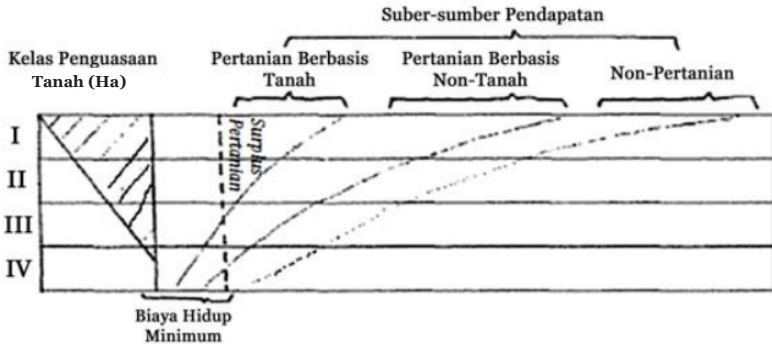 Suber-sumber Pendapatan
Kelas Penguasaan
Tanah (Ha)
Pertanian Berbasis
Tanah
Pertanian Berbasis
Non-Tanah
Non-Pertanian
I
II
III
IV
Surplus
Pertanian
Biaya Hidup
Minimum